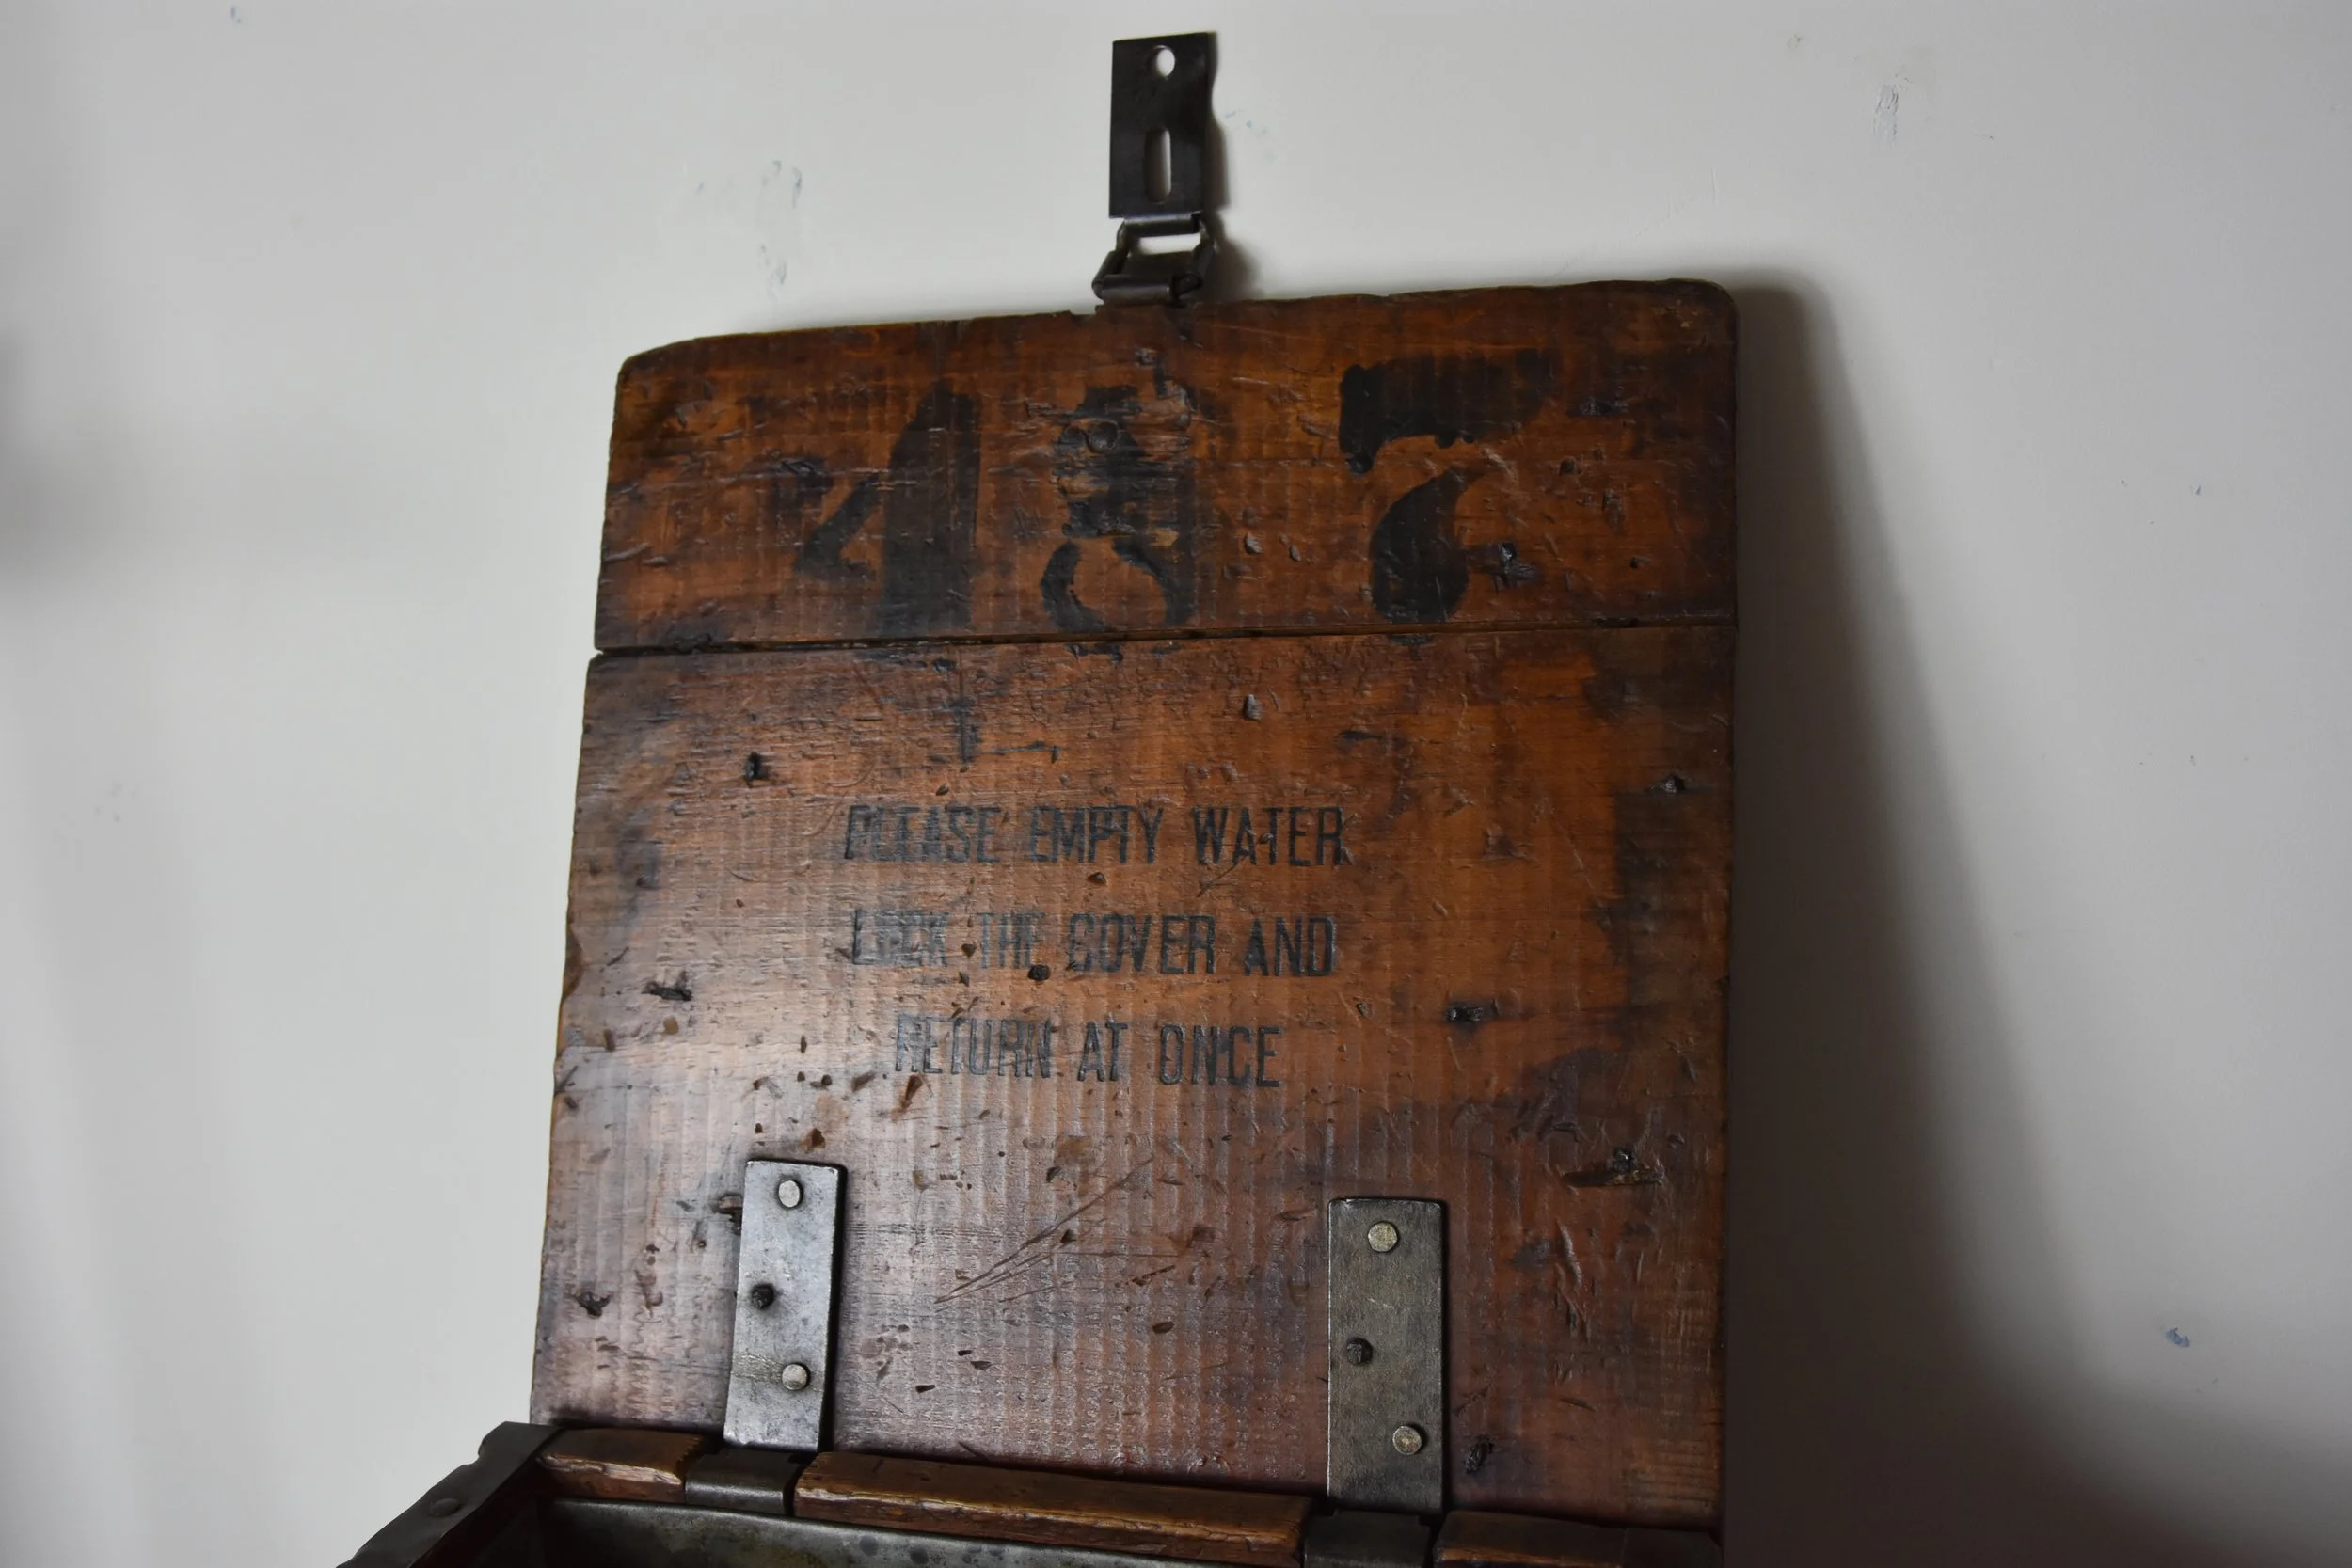 487
PLEASE EMPTY WATER
LOCK THE COVER AND
RETURN AT ONCE